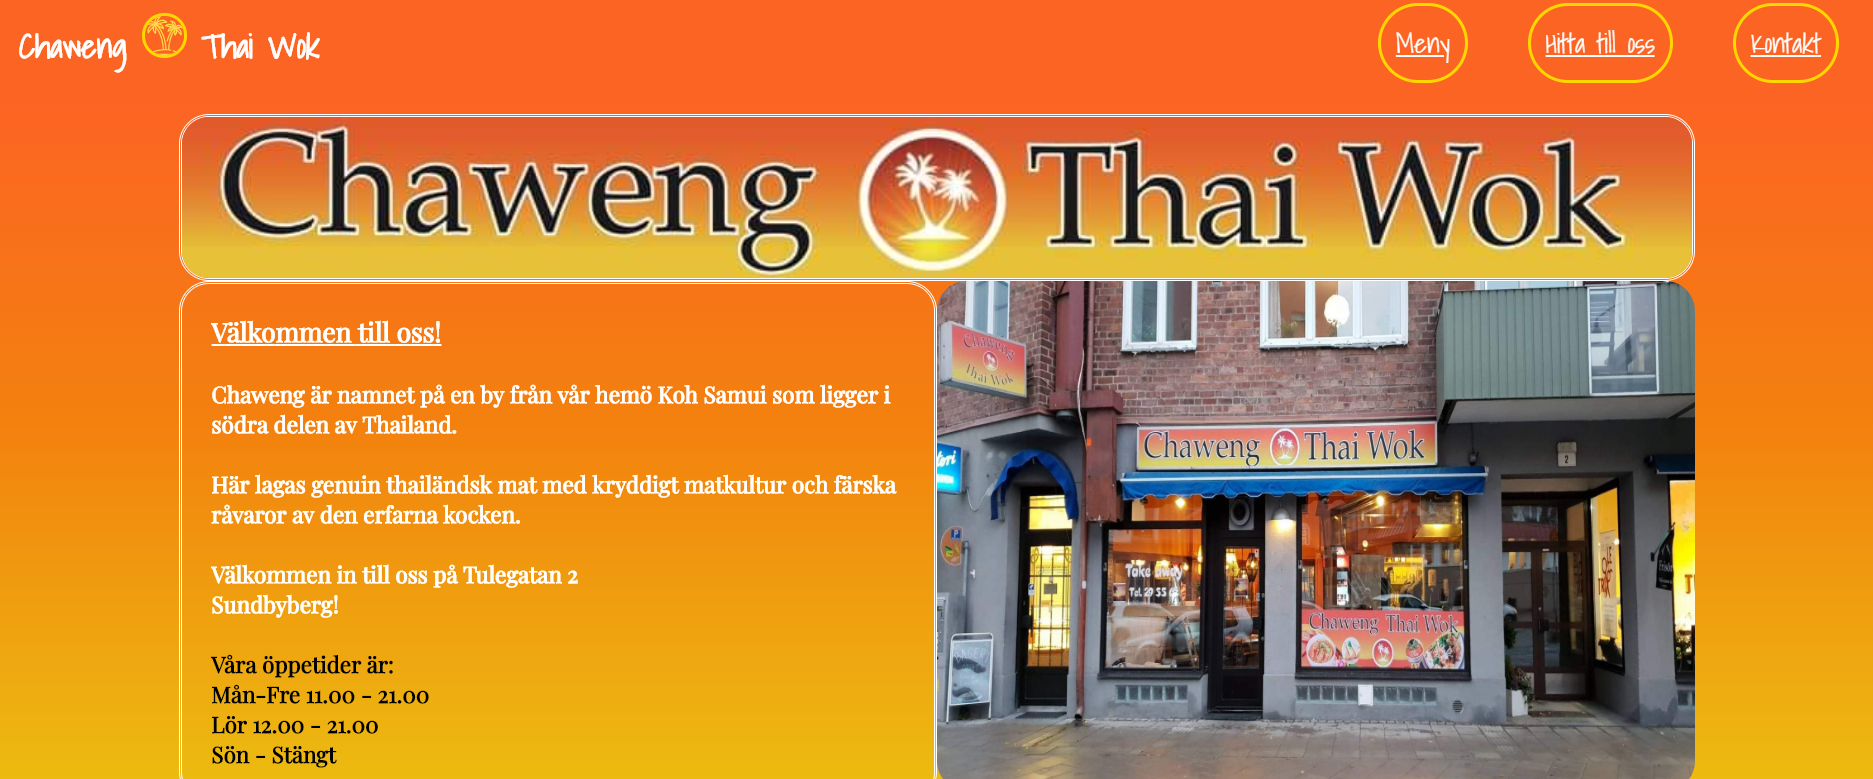 Chaweng Thai Wok
Meny
Hitta till oss
Kontakt
Chaweng Thai Wok
Välkommen till oss!
Chaweng är namnet på en by från vår hemö Koh Samui som ligger i
södra delen av Thailand.
Här lagas genuin thailändsk mat med kryddigt matkultur och färska
råvaror av den erfarna kocken.
Välkommen in till oss på Tulegatan 2
Sundbyberg!
Våra öppetider är:
Mån-Fre 11.00 - 21.00
Lör 12.00 - 21.00
Sön - Stängt
Chaweng
Thai Wok
Chaweng Thai Wok
2
Take away
Tel. 29 55
Chaweng Thai Wok